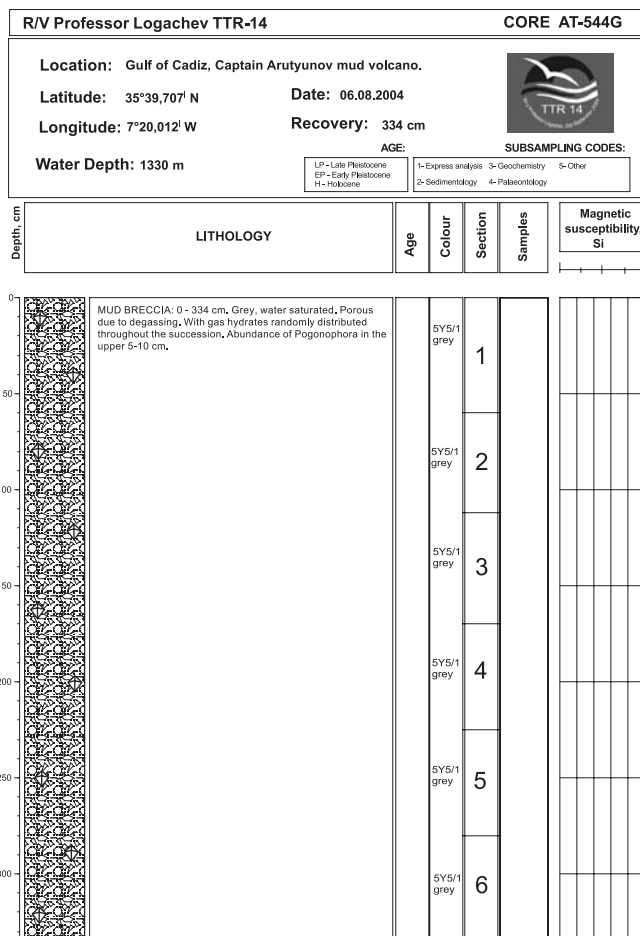 R/V Professor Logachev TTR-14
CORE AT-544G
Location: Gulf of Cadiz, Captain Arutyunov mud volcano.
Latitude: 35°39,707' N
Date: 06.08.2004
Longitude: 7°20,012' W
Recovery: 334 cm
Water Depth: 1330 m
TTR 14
AGE:
LP - Late Pleistocene
EP - Early Pleistocene
H - Holocene
SUBSAMPLING CODES:
1- Express analysis 3- Geochemistry 5- Other
2- Sedimentology 4- Palaeontology
Depth, cm
LITHOLOGY
Age
Colour
Section
Samples
Magnetic
susceptibility,
Si
0
MUD BRECCIA: 0 - 334 cm. Grey, water saturated. Porous
due to degassing. With gas hydrates randomly distributed
throughout the succession. Abundance of Pogonophora in the
upper 5-10 cm.
5Y5/1
grey
1
50
5Y5/1
grey
2
00
5Y5/1
grey
3
50
5Y5/1
grey
4
200
5Y5/1
grey
5
250
5Y5/1
grey
6
300